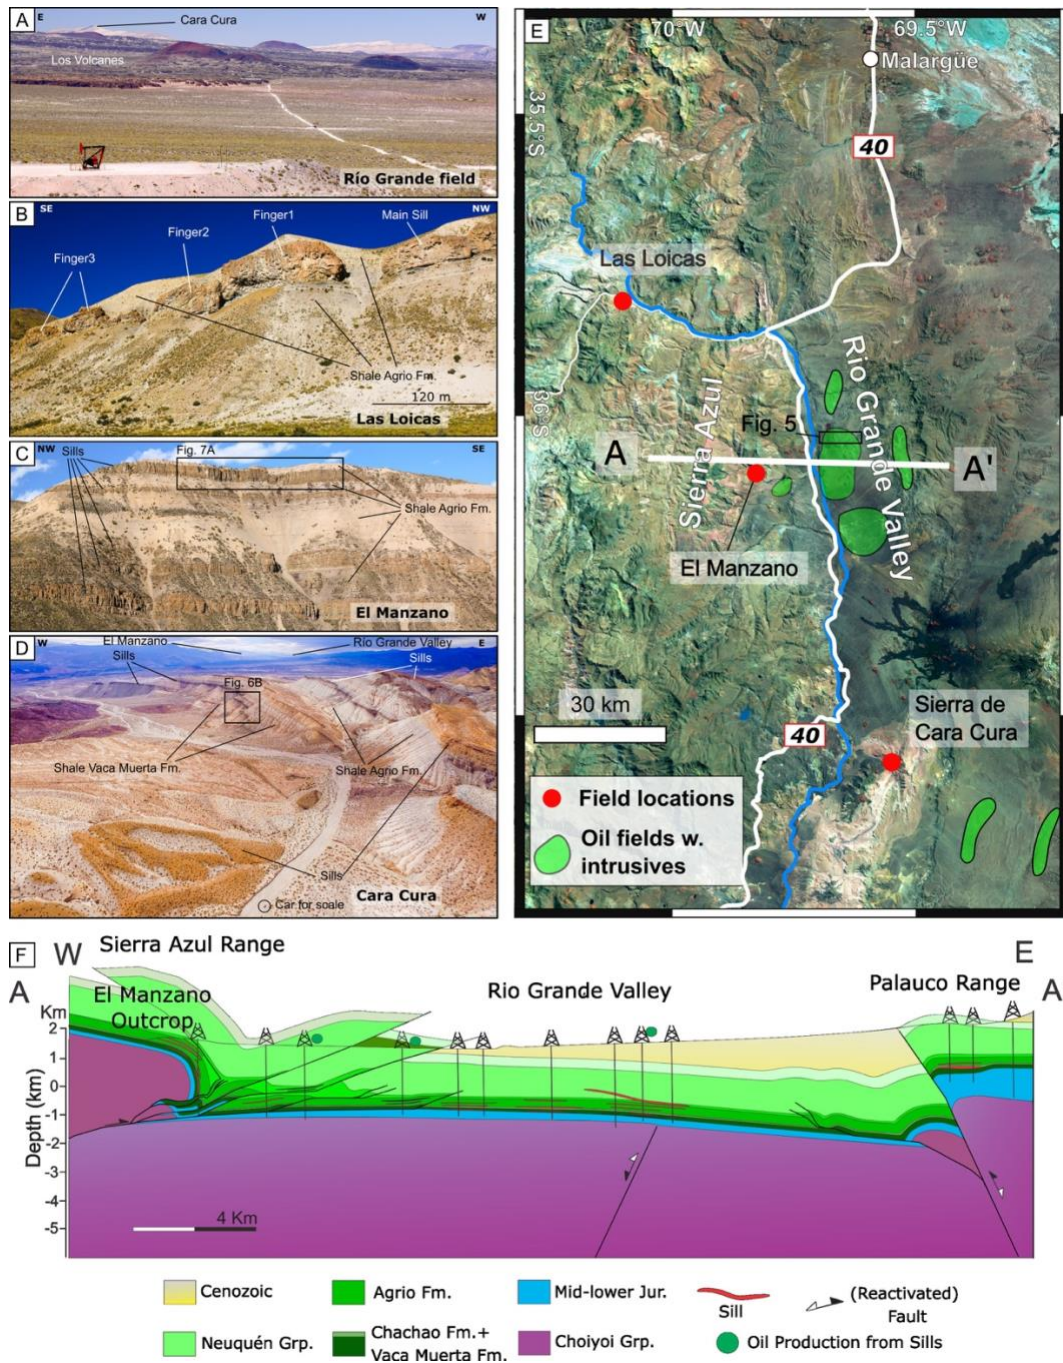 A
E
W
Cara Cura
Los Volcanes
Río Grande field
B
SE
NW
Finger1
Main Sill
Finger2
Finger3
Shale Agrio Fm.
120 m
Las Loicas
C
NW
Sills
Fig. 7A
SE
Shale Agrio Fm.
El Manzano
D
W
El Manzano
Río Grande Valley
E
Sills
Sills
Fig. 6B
Shale Vaca Muerta Fm.
Shale Agrio Fm.
Sills
Cara Cura
Car for scale
E
70°W
69.5°W
Malargüe
35.5°S
40
Las Loicas
36°S
Rio Grande Valley
Sierra Azul
Fig. 5
A
A'
El Manzano
30 km
Sierra de
Cara Cura
40
Field locations
Oil fields w.
intrusives
F
W
Sierra Azul Range
E
A
El Manzano
Outcrop
Rio Grande Valley
Palauco Range
A
Km
2
1
0
-1
-2
-3
-4
-5
Depth (km)
4 Km
Cenozoic
Agrio Fm.
Mid-lower Jur.
Sill
(Reactivated)
Fault
Neuquén Grp.
Chachao Fm.+
Vaca Muerta Fm.
Choiyoi Grp.
Oil Production from Sills